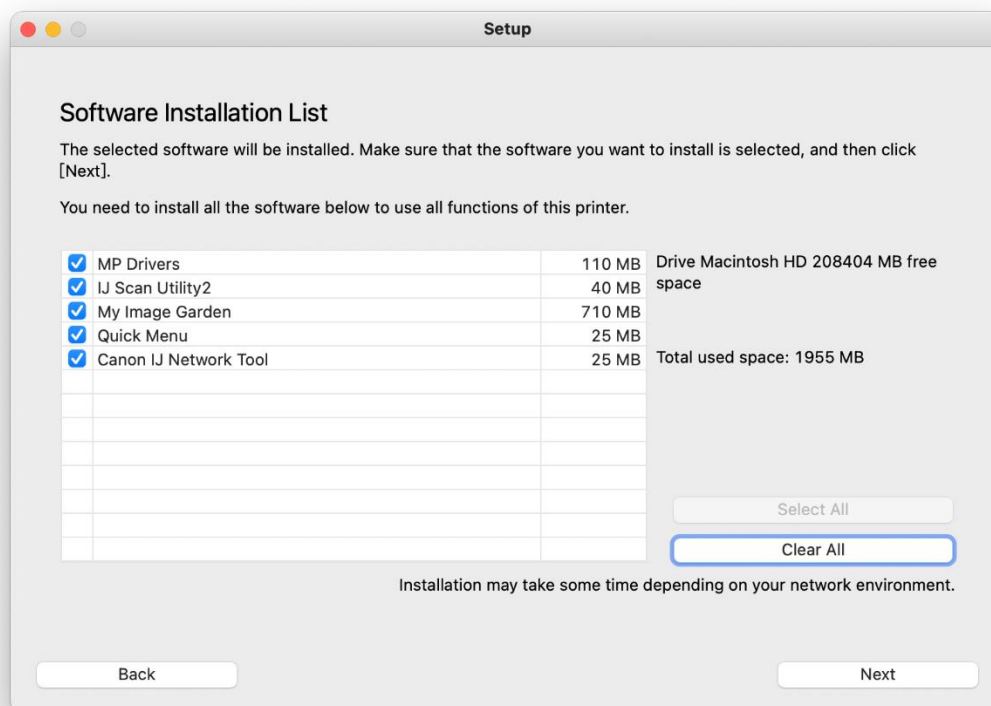 Setup
Software Installation List
The selected software will be installed. Make sure that the software you want to install is selected, and then click
[Next].
You need to install all the software below to use all functions of this printer.
MP Drivers 110 MB
IJ Scan Utility2 40 MB
My Image Garden 710 MB
Quick Menu 25 MB
Canon IJ Network Tool 25 MB
Drive Macintosh HD 208404 MB free
space
Total used space: 1955 MB
Select All
Clear All
Installation may take some time depending on your network environment.
Back
Next